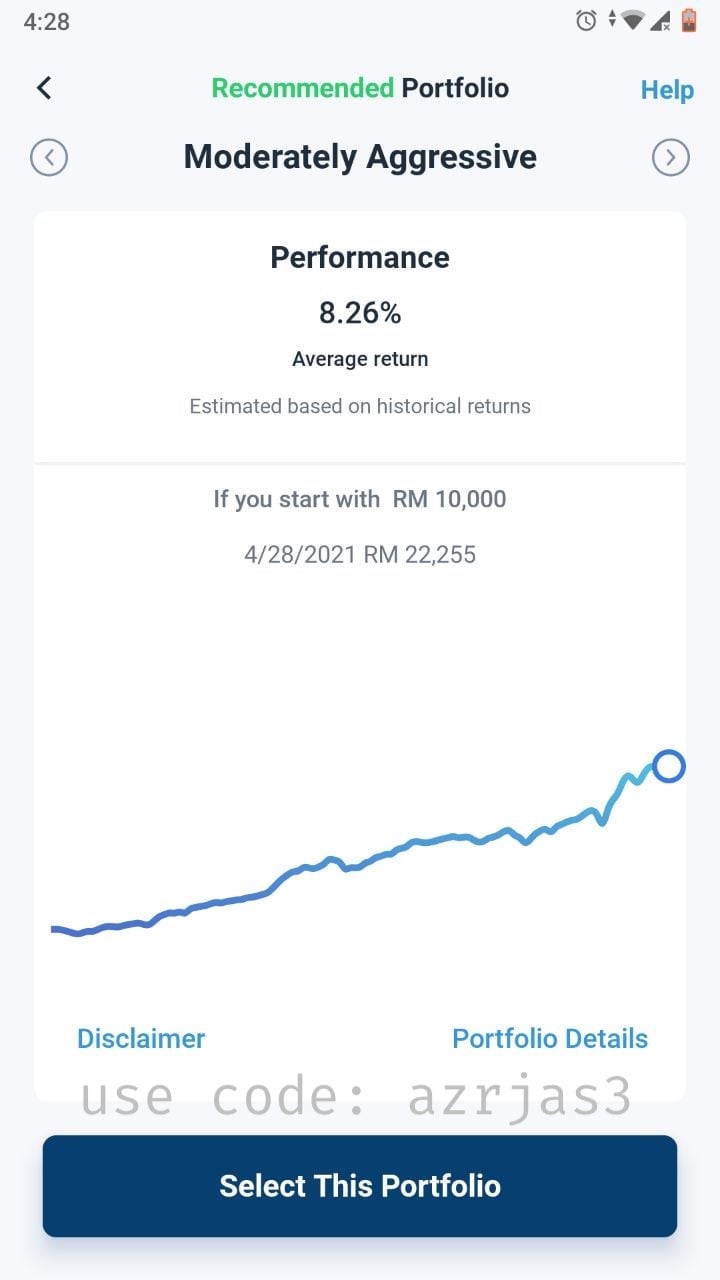 4:28
Recommended Portfolio
Help
Moderately Aggressive
Performance
8.26%
Average return
Estimated based on historical returns
If you start with RM 10,000
4/28/2021 RM 22,255
Disclaimer
Portfolio Details
use code: azrjas3
Select This Portfolio